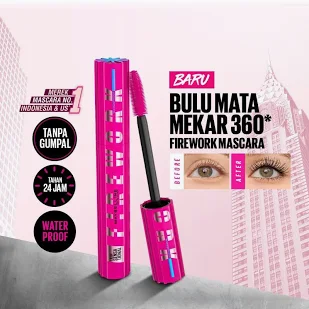 MEREK
MASCARA NO.
INDONESIA & US
1
TANPA
GUMPAL
TAHAN
24 JAM
WATER
PROOF
FIREWORK
BARU
BULU MATA
MEKAR 360°*
FIREWORK MASCARA
BEFORE
AFTER